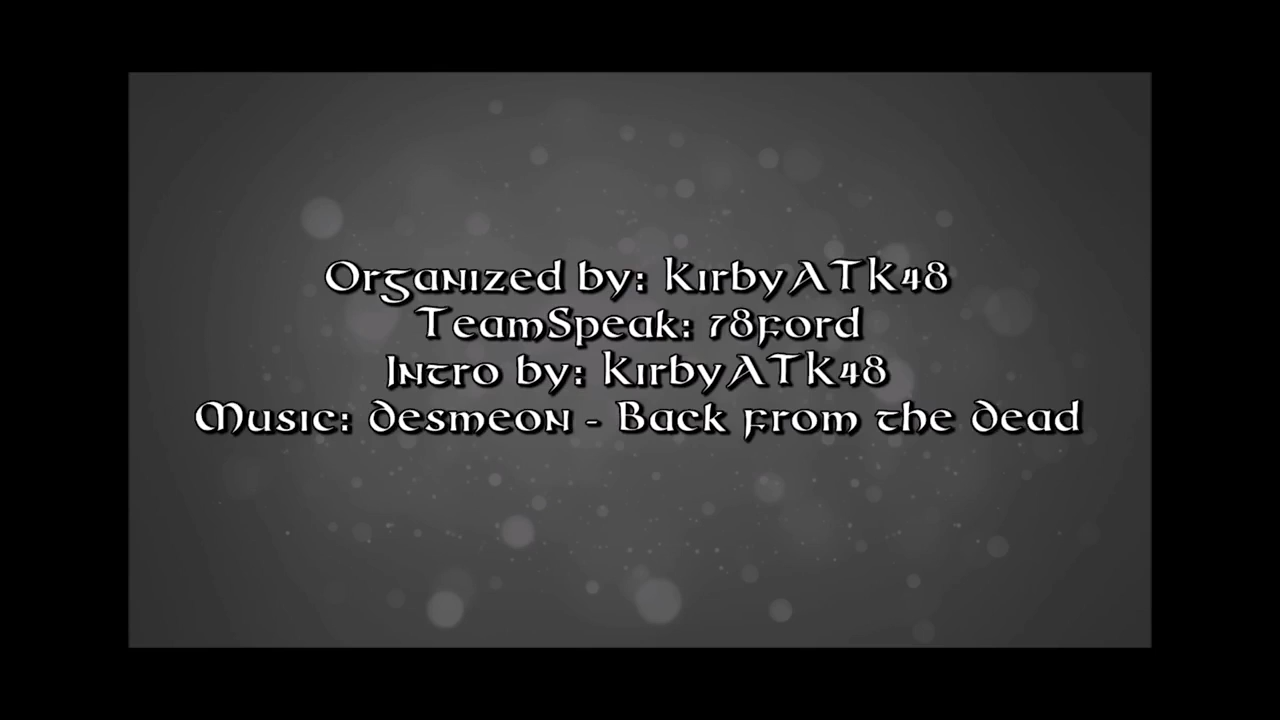 Organized by: KirbyATK48
TeamSpeak: 78Ford
Intro by: KirbyATK48
Music: Desmeon - Back from the Dead